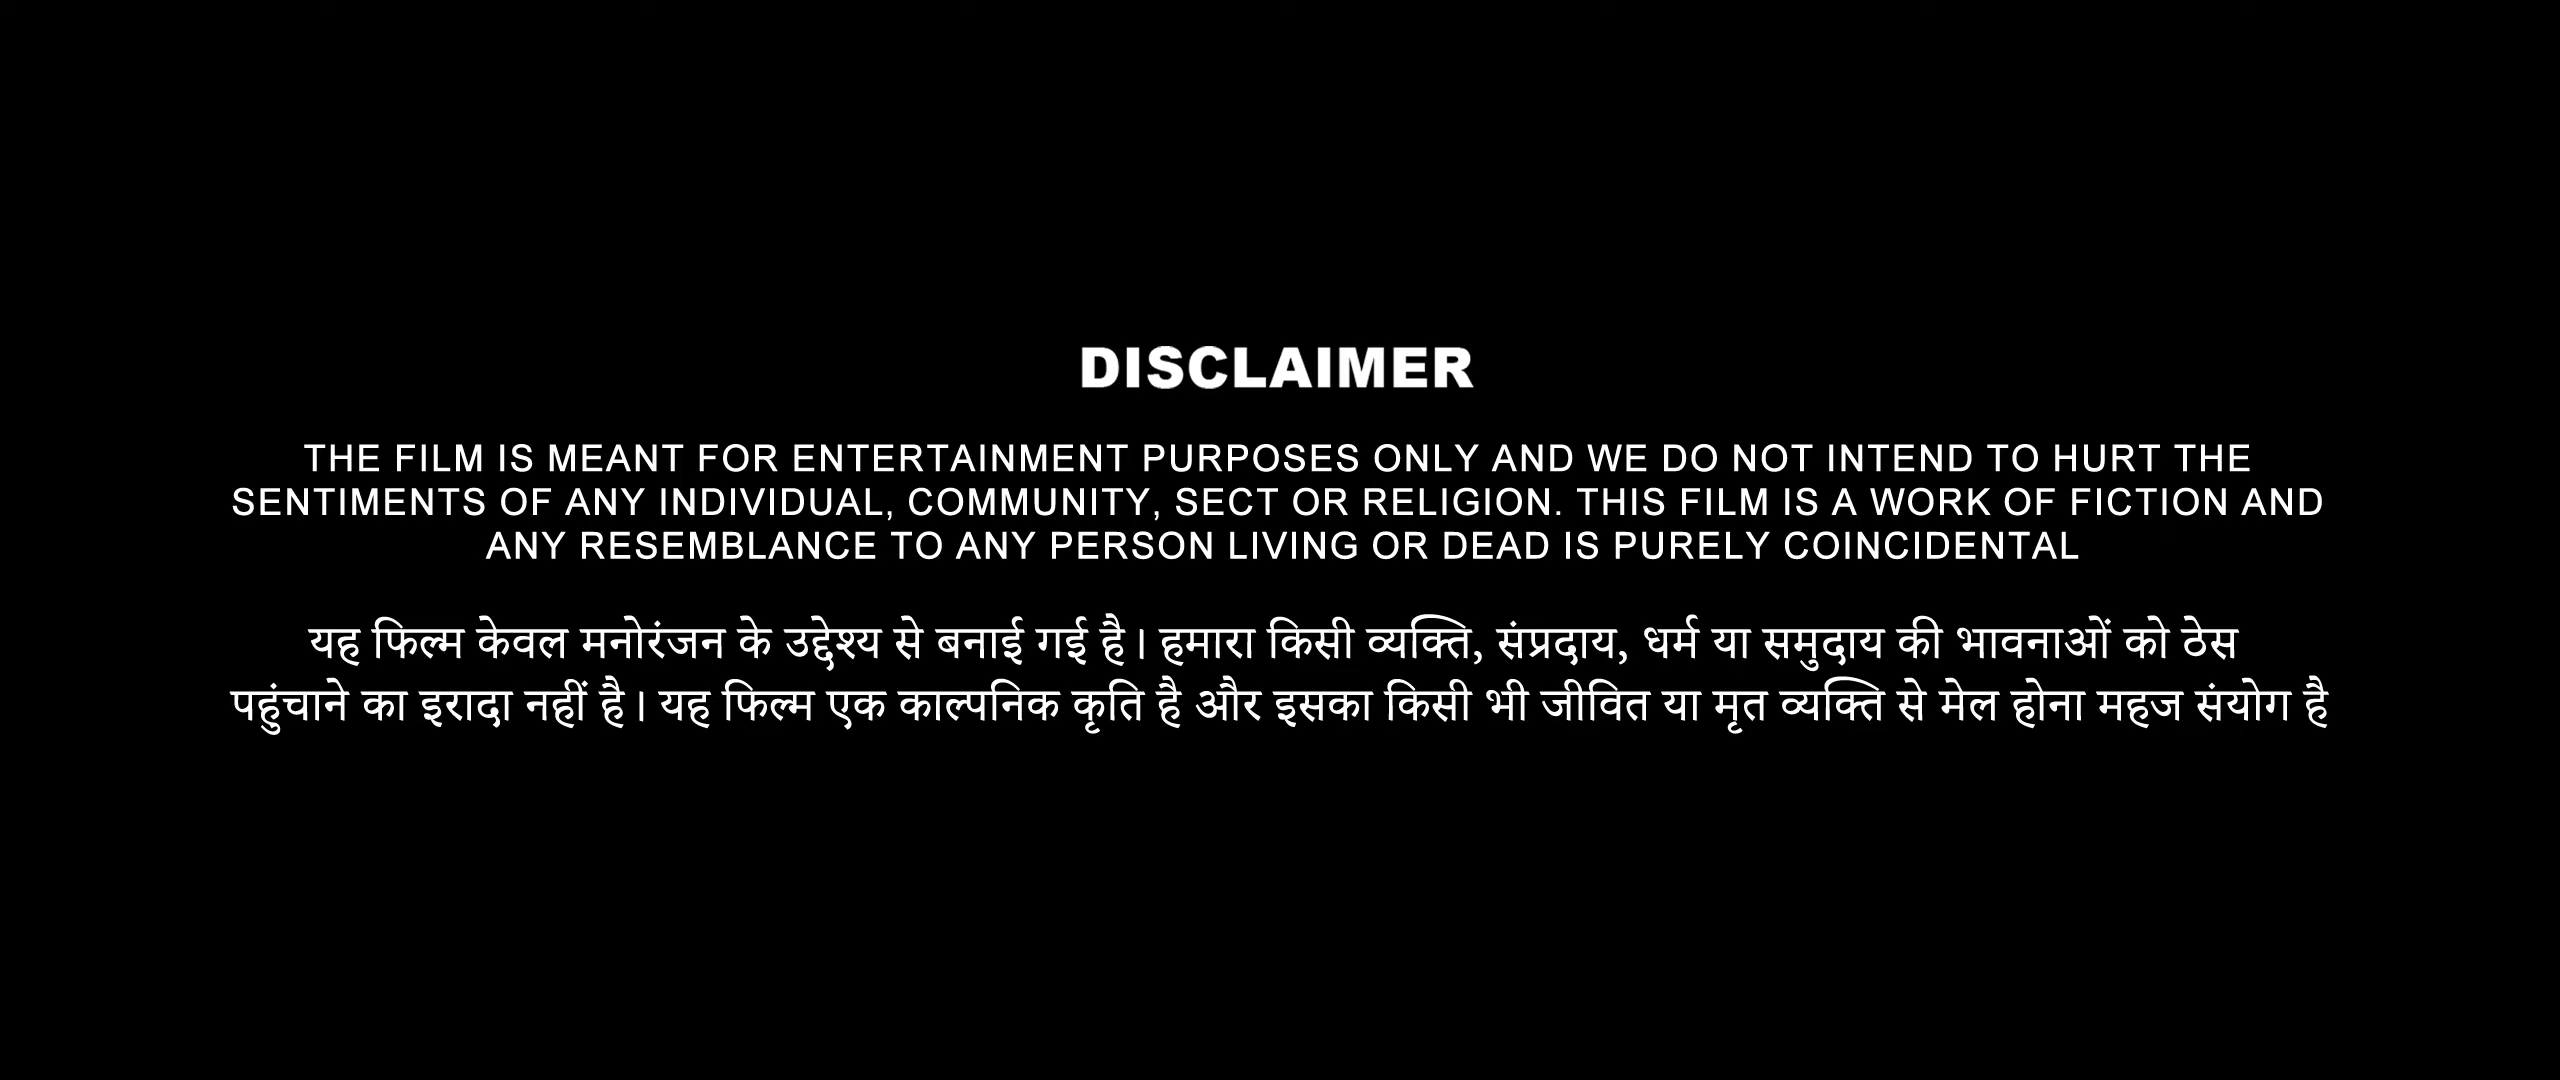 DISCLAIMER
THE FILM IS MEANT FOR ENTERTAINMENT PURPOSES ONLY AND WE DO NOT INTEND TO HURT THE
SENTIMENTS OF ANY INDIVIDUAL, COMMUNITY, SECT OR RELIGION. THIS FILM IS A WORK OF FICTION AND
ANY RESEMBLANCE TO ANY PERSON LIVING OR DEAD IS PURELY COINCIDENTAL
यह फिल्म केवल मनोरंजन के उद्देश्य से बनाई गई है। हमारा किसी व्यक्ति, संप्रदाय, धर्म या समुदाय की भावनाओं को ठेस
पहुंचाने का इरादा नहीं है। यह फिल्म एक काल्पनिक कृति है और इसका किसी भी जीवित या मृत व्यक्ति से मेल होना महज संयोग है